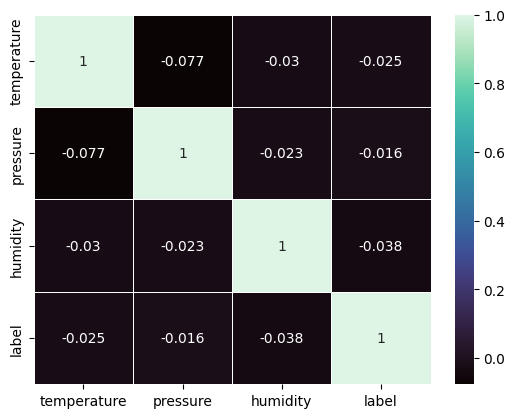 temperature 1 -0.077 -0.03 -0.025
pressure -0.077 1 -0.023 -0.016
humidity -0.03 -0.023 1 -0.038
label -0.025 -0.016 -0.038 1
temperature pressure humidity label
1.0
0.8
0.6
0.4
0.2
0.0